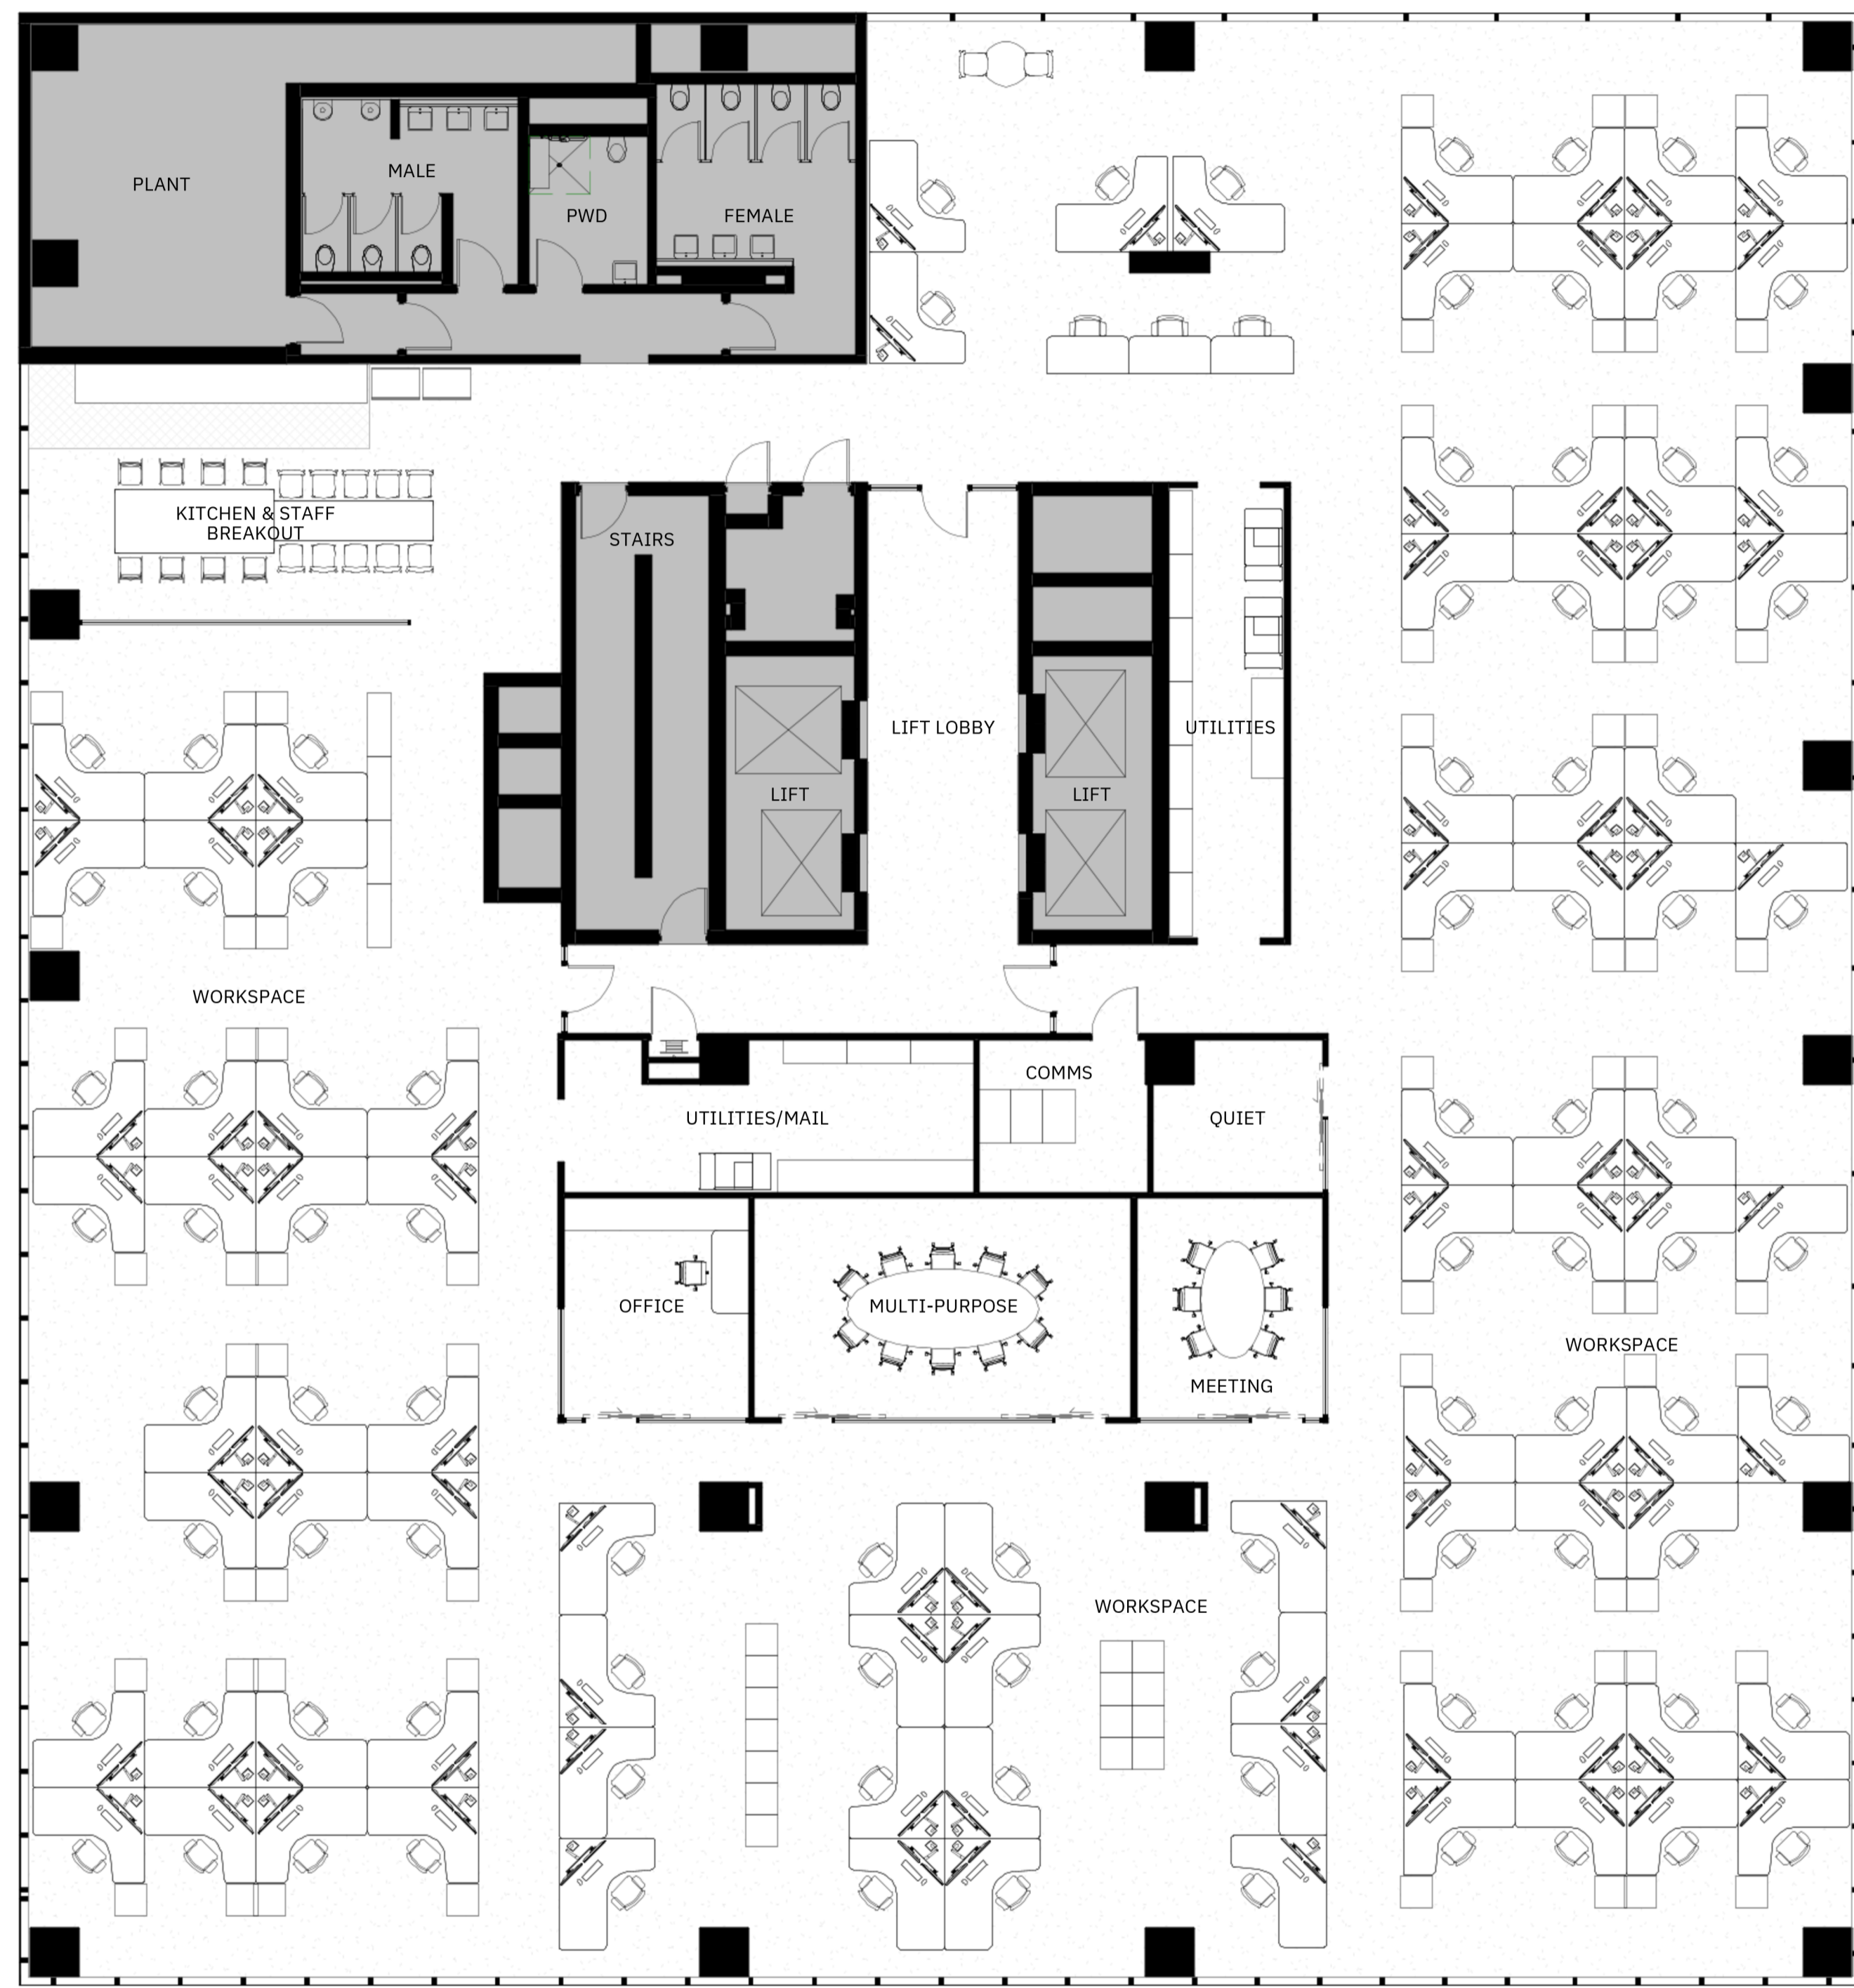 PLANT
MALE
PWD
FEMALE
KITCHEN & STAFF
BREAKOUT
STAIRS
LIFT LOBBY
UTILITIES
LIFT
LIFT
WORKSPACE
COMMS
UTILITIES/MAIL
QUIET
OFFICE
MULTI-PURPOSE
MEETING
WORKSPACE
WORKSPACE